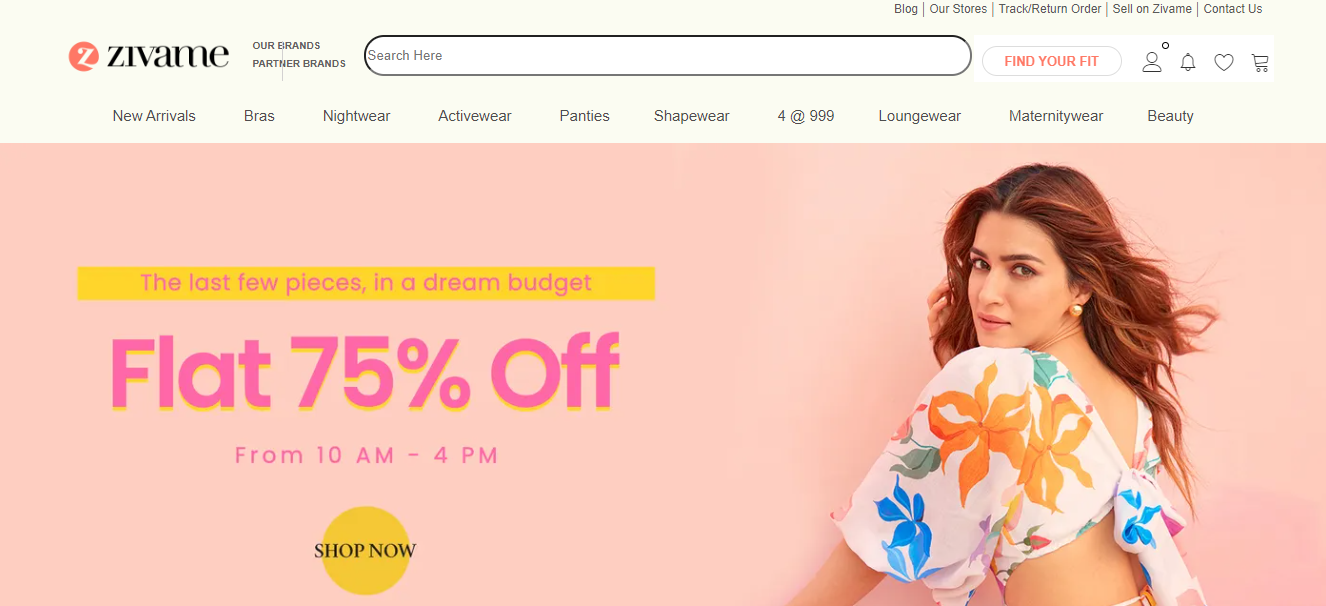 Blog | Our Stores | Track/Return Order | Sell on Zivame | Contact Us
zivame
OUR BRANDS
PARTNER BRANDS
Search Here
FIND YOUR FIT
New Arrivals Bras Nightwear Activewear Panties Shapewear 4 @ 999 Loungewear Maternitywear Beauty
The last few pieces, in a dream budget
Flat 75% Off
From 10 AM - 4 PM
SHOP NOW